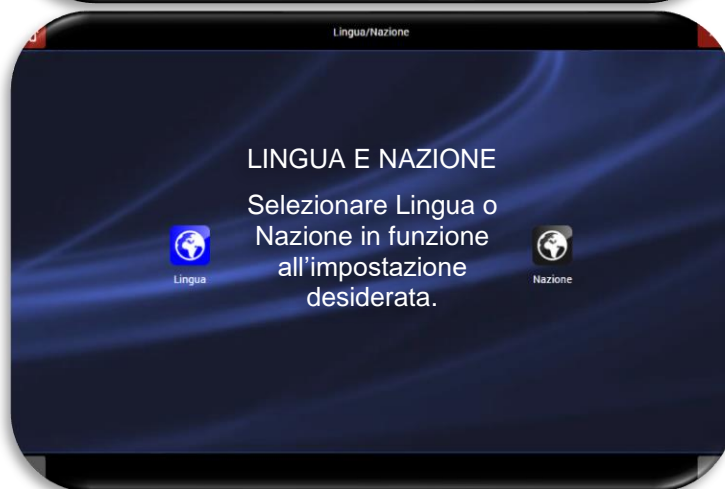 Lingua/Nazione
LINGUA E NAZIONE
Selezionare Lingua o
Nazione in funzione
all’impostazione
desiderata.
Lingua
Nazione